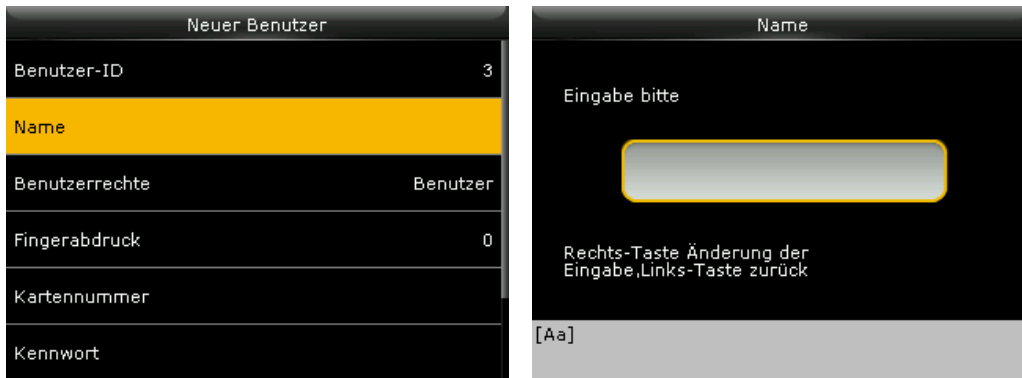 Neuer Benutzer
Benutzer-ID 3
Name
Benutzerrechte Benutzer
Fingerabdruck 0
Kartennummer
Kennwort
Name
Eingabe bitte
Rechts-Taste Änderung der
Eingabe,Links-Taste zurück
[Aa]